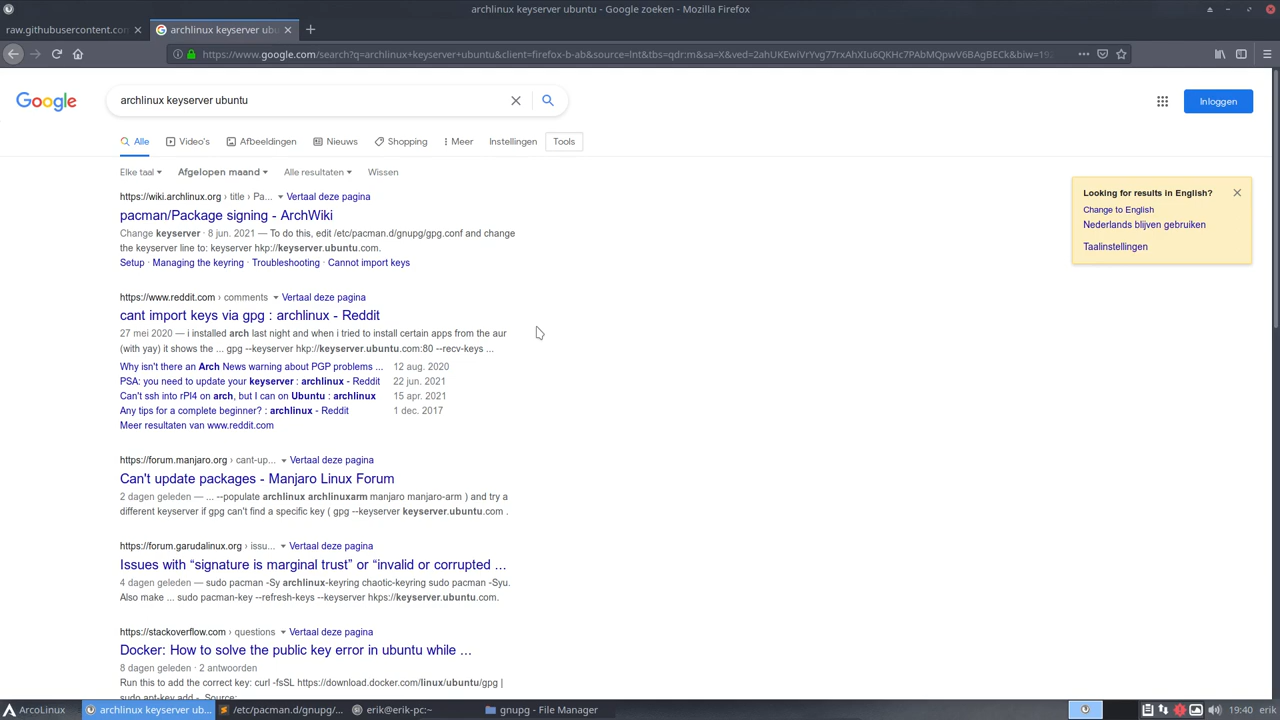 archlinux keyserver ubuntu - Google zoeken - Mozilla Firefox
raw.githubusercontent.com
archlinux keyserver ubu
https://www.google.com/search?q=archlinux+keyserver+ubuntu&client=firefox-b-ab&source=lnt&tbs=qdr:m&sa=X&ved=2ahUKEwiVrYvg77rxAhXIu6QKHc7PAbMQpwV6BAgBECk&biw=19
Google
archlinux keyserver ubuntu
Inloggen
Alle
Video's
Afbeeldingen
Nieuws
Shopping
Meer
Instellingen
Tools
Elke taal
Afgelopen maand
Alle resultaten
Wissen
https://wiki.archlinux.org › title › Pa... Vertaal deze pagina
pacman/Package signing - ArchWiki
Change keyserver · 8 jun. 2021 — To do this, edit /etc/pacman.d/gnupg/gpg.conf and change
the keyserver line to: keyserver hkp://keyserver.ubuntu.com.
Setup · Managing the keyring · Troubleshooting · Cannot import keys
https://www.reddit.com › comments Vertaal deze pagina
cant import keys via gpg : archlinux - Reddit
27 mei 2020 — i installed arch last night and when i tried to install certain apps from the aur
(with yay) it shows the ... gpg --keyserver hkp://keyserver.ubuntu.com:80 --recv-keys ...
Why isn't there an Arch News warning about PGP problems ... 12 aug. 2020
PSA: you need to update your keyserver : archlinux - Reddit 22 jun. 2021
Can't ssh into rPI4 on arch, but I can on Ubuntu : archlinux 15 apr. 2021
Any tips for a complete beginner? : archlinux - Reddit 1 dec. 2017
Meer resultaten van www.reddit.com
https://forum.manjaro.org › cant-up... Vertaal deze pagina
Can't update packages - Manjaro Linux Forum
2 dagen geleden — ... --populate archlinux archlinuxarm manjaro manjaro-arm ) and try a
different keyserver if gpg can't find a specific key ( gpg --keyserver keyserver.ubuntu.com .
https://forum.garudalinux.org › issu... Vertaal deze pagina
Issues with “signature is marginal trust” or “invalid or corrupted ...
4 dagen geleden — sudo pacman -Sy archlinux-keyring chaotic-keyring sudo pacman -Syu.
Also make ... sudo pacman-key --refresh-keys --keyserver hkps://keyserver.ubuntu.com.
https://stackoverflow.com › questions Vertaal deze pagina
Docker: How to solve the public key error in ubuntu while ...
8 dagen geleden · 2 antwoorden
Run this to add the correct key: curl -fsSL https://download.docker.com/linux/ubuntu/gpg |
sudo apt-key add - Source:
Looking for results in English?
Change to English
Nederlands blijven gebruiken
Taalinstellingen
ArcoLinux
archlinux keyserver ub...
/etc/pacman.d/gnupg/...
erik@erik-pc:~
gnupg - File Manager
19:40
erik